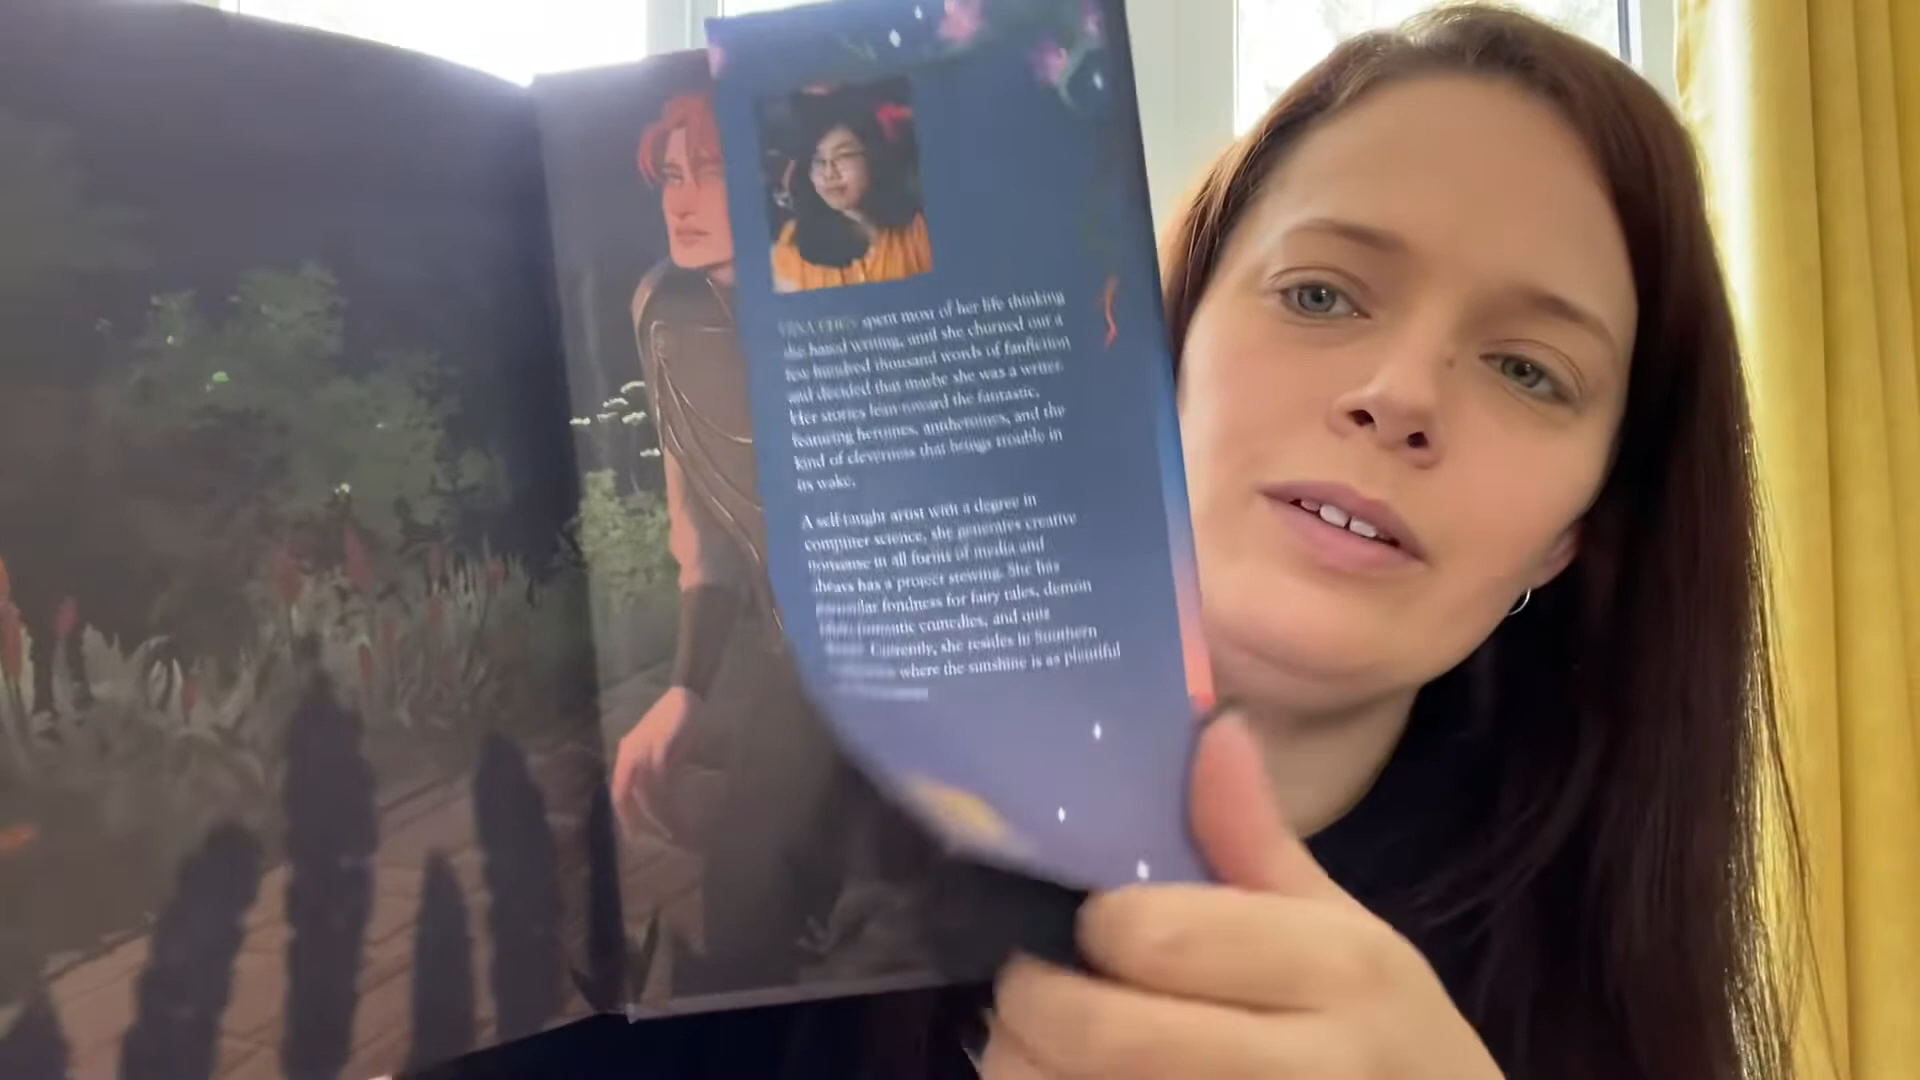 spent most of her life thinking
she hated writing, until she churned out a
few hundred thousand words of fanfiction
and decided that maybe she was a writer.
Her stories lean toward the fantastic,
featuring heroines, antiheroines, and the
kind of cleverness that brings trouble in
its wake.
A self-taught artist with a degree in
computer science, she generates creative
nonsense in all forms of media and
always has a project stewing. She has
fondness for fairy tales, demon
romantic comedies, and
Currently, she resides in Southern
where the sunshine is as plentiful